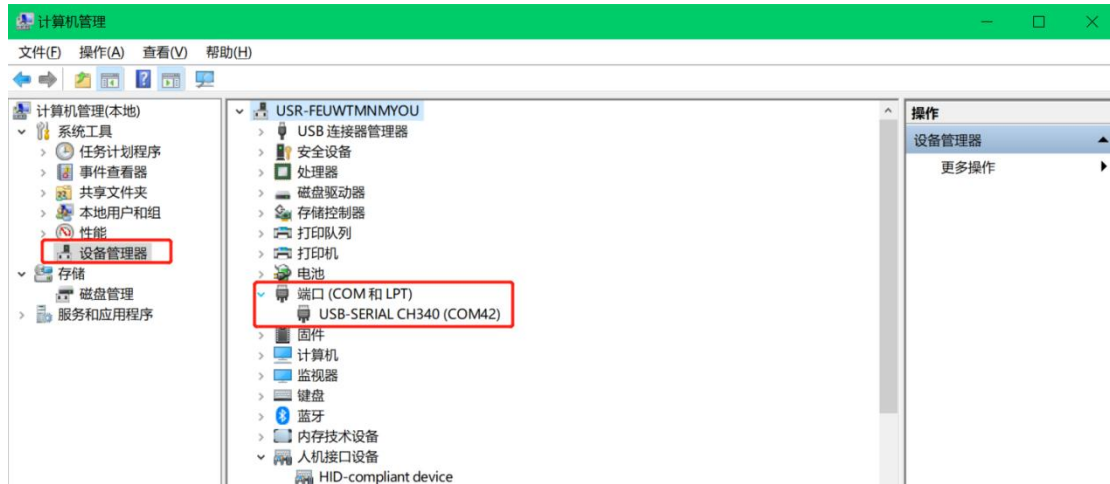 计算机管理
文件(F) 操作(A) 查看(V) 帮助(H)
计算机管理(本地)
系统工具
任务计划程序
事件查看器
共享文件夹
本地用户和组
性能
设备管理器
存储
磁盘管理
服务和应用程序
USR-FEUWTMNMYOU
USB 连接器管理器
安全设备
处理器
磁盘驱动器
存储控制器
打印队列
打印机
电池
端口 (COM 和 LPT)
USB-SERIAL CH340 (COM42)
固件
计算机
监视器
键盘
蓝牙
内存技术设备
人机接口设备
HID-compliant device
操作
设备管理器
更多操作